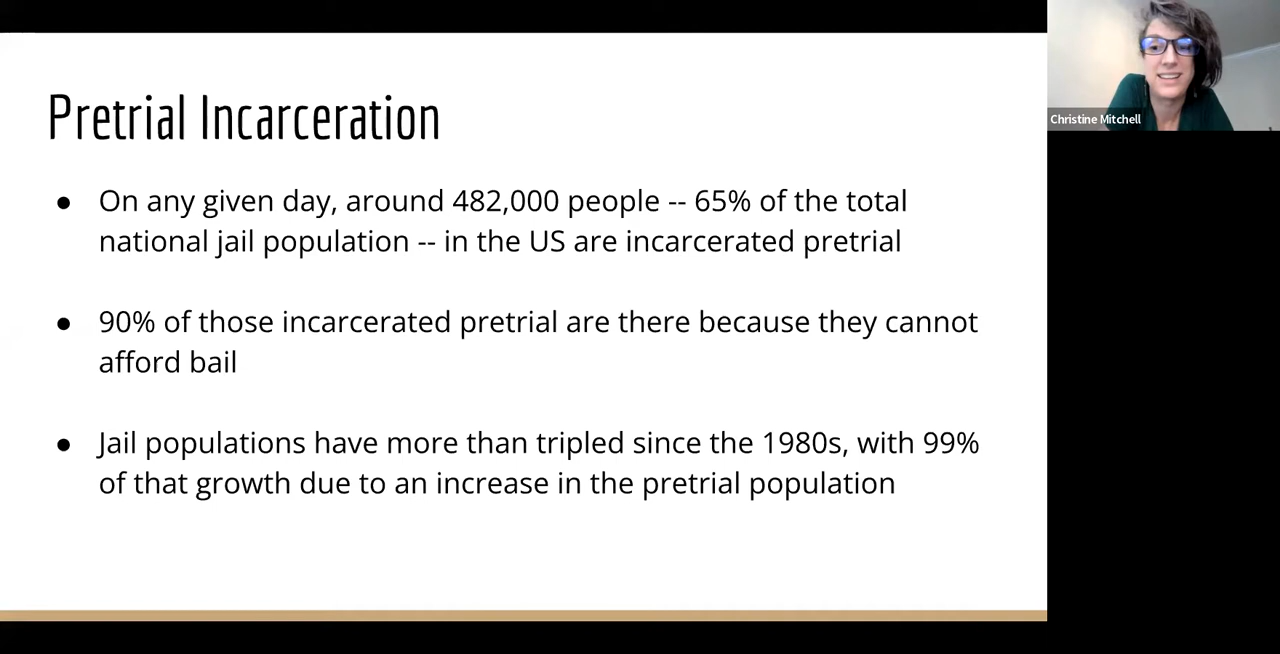 Pretrial Incarceration
● On any given day, around 482,000 people -- 65% of the total
national jail population -- in the US are incarcerated pretrial
● 90% of those incarcerated pretrial are there because they cannot
afford bail
● Jail populations have more than tripled since the 1980s, with 99%
of that growth due to an increase in the pretrial population
Christine Mitchell